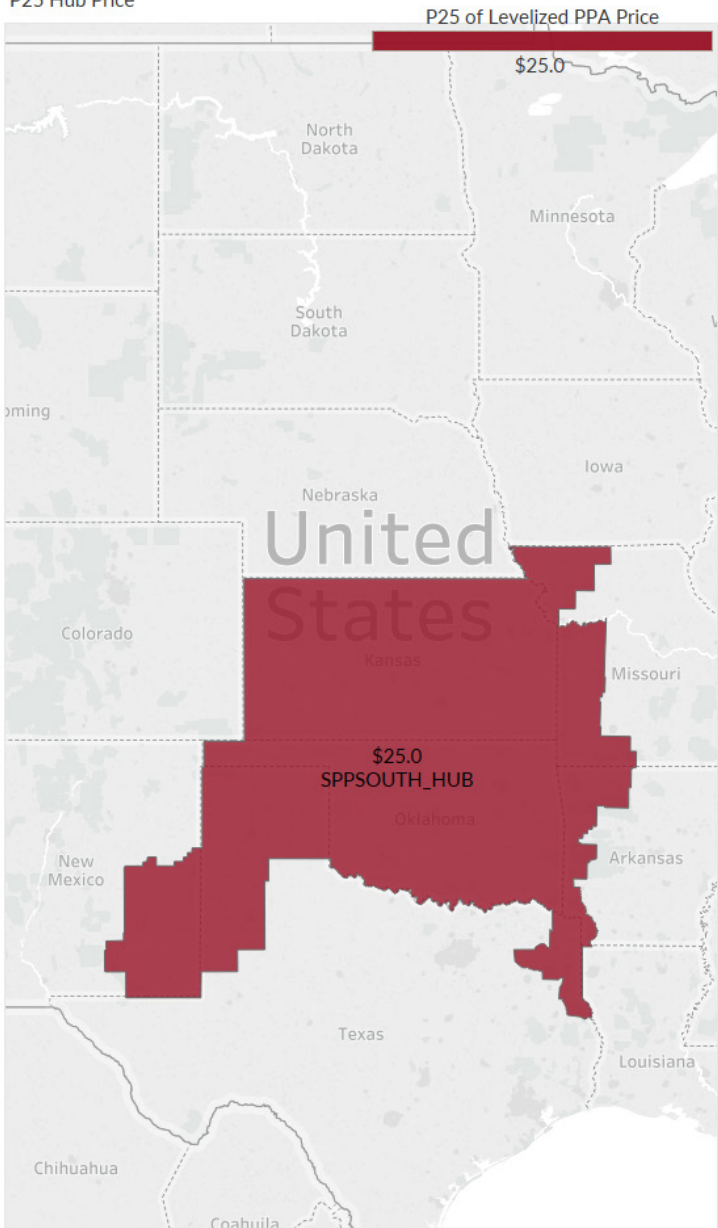 P25 Hub Price
P25 of Levelized PPA Price
$25.0
North
Dakota
Minnesota
South
Dakota
oming
Iowa
Nebraska
United
States
Colorado
Kansas
Missouri
$25.0
SPPSOUTH_HUB
Oklahoma
New
Mexico
Arkansas
Texas
Louisiana
Chihuahua
Coahuila